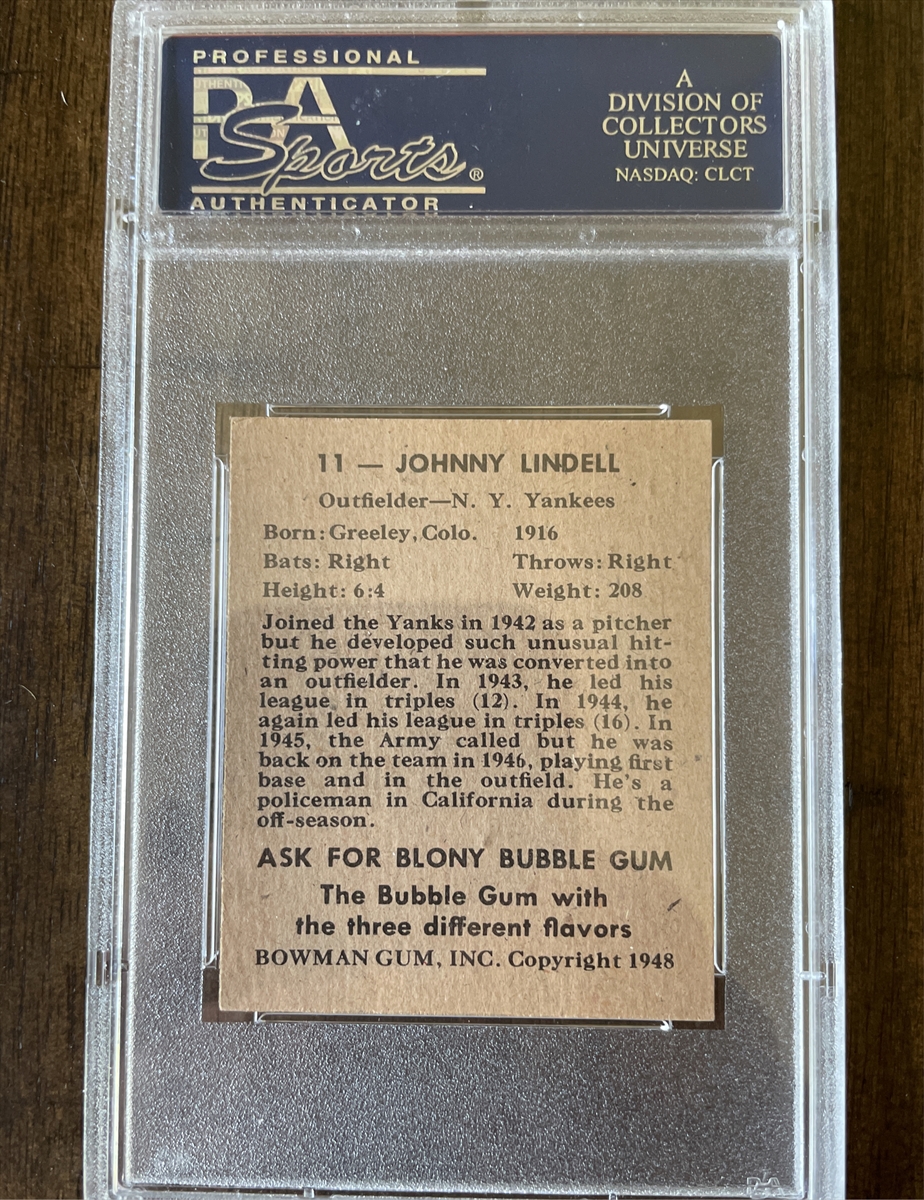 PROFESSIONAL
PSA
Sports®
AUTHENTICATOR
A
DIVISION OF
COLLECTORS
UNIVERSE
NASDAQ: CLCT
11 — JOHNNY LINDELL
Outfielder—N. Y. Yankees
Born: Greeley, Colo. 1916
Bats: Right Throws: Right
Height: 6:4 Weight: 208
Joined the Yanks in 1942 as a pitcher
but he developed such unusual hit-
ting power that he was converted into
an outfielder. In 1943, he led his
league in triples (12). In 1944, he
again led his league in triples (16). In
1945, the Army called but he was
back on the team in 1946, playing first
base and in the outfield. He's a
policeman in California during the
off-season.
ASK FOR BLONY BUBBLE GUM
The Bubble Gum with
the three different flavors
BOWMAN GUM, INC. Copyright 1948